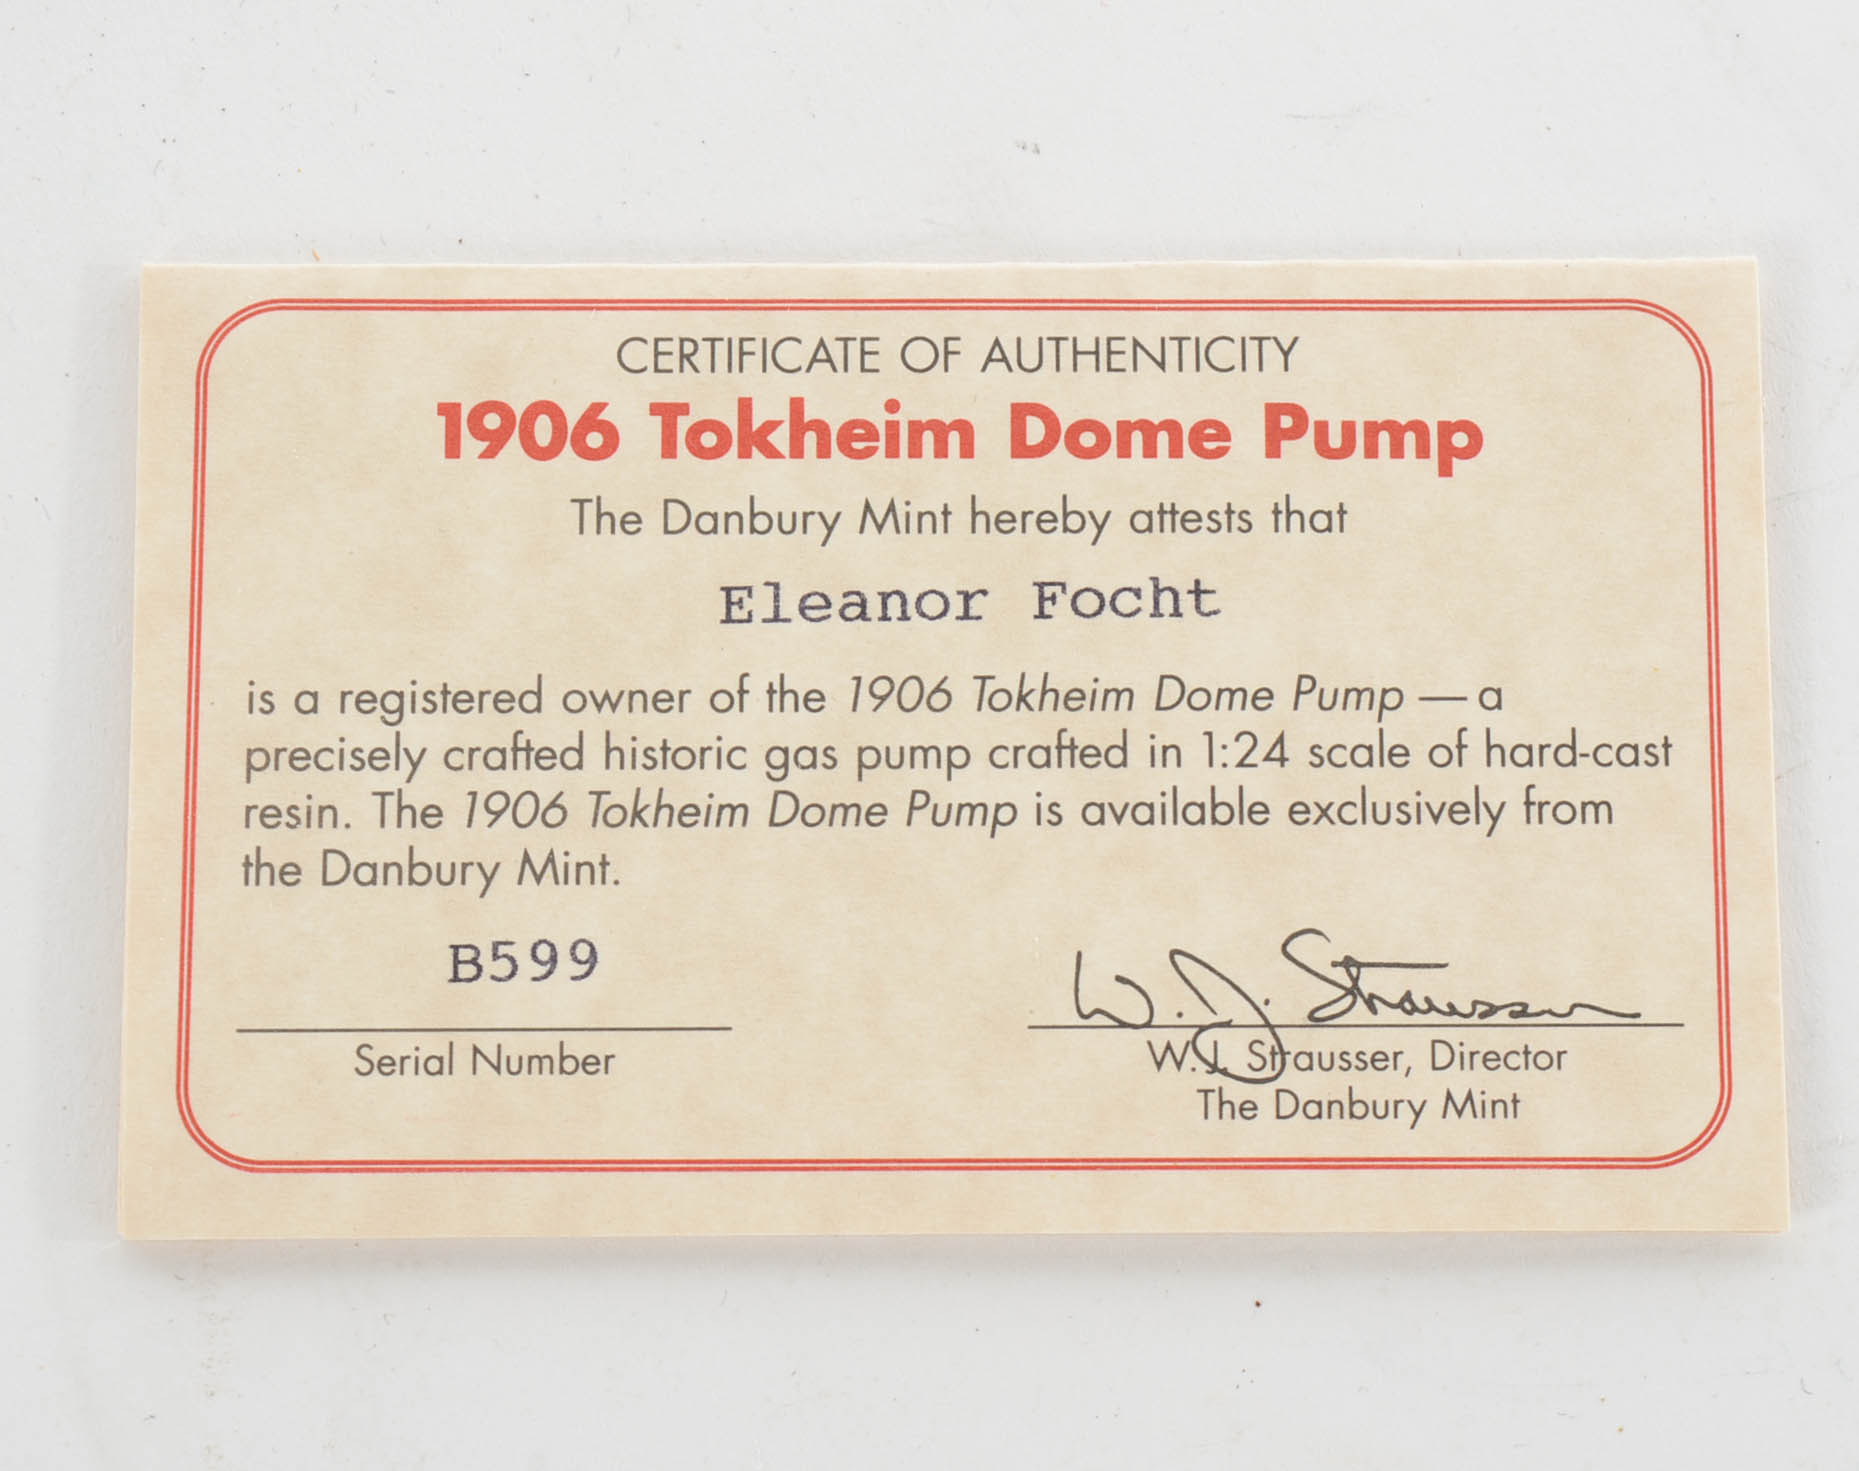 CERTIFICATE OF AUTHENTICITY
1906 Tokheim Dome Pump
The Danbury Mint hereby attests that
Eleanor Focht
is a registered owner of the 1906 Tokheim Dome Pump — a
precisely crafted historic gas pump crafted in 1:24 scale of hard-cast
resin. The 1906 Tokheim Dome Pump is available exclusively from
the Danbury Mint.
B599
Serial Number
W. J. Strausser
W.J. Strausser, Director
The Danbury Mint